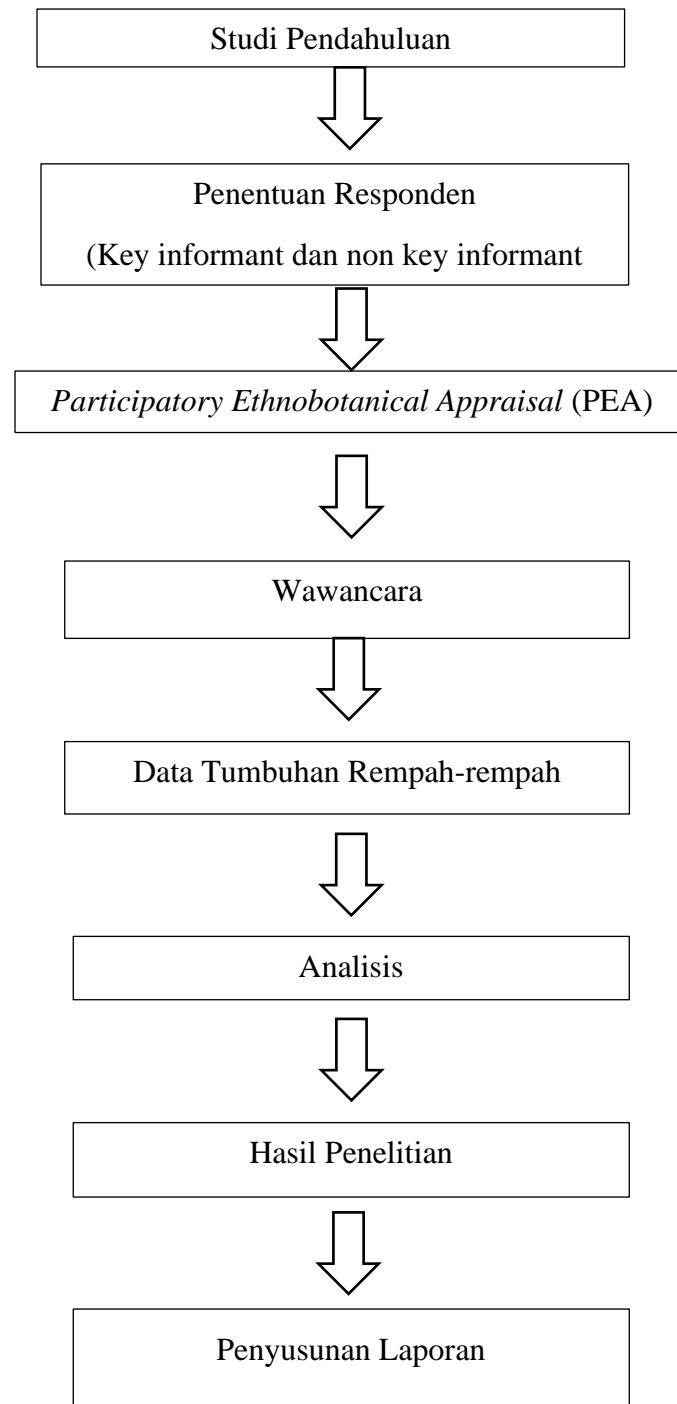 Studi Pendahuluan
Penentuan Responden
(Key informant dan non key informant
Participatory Ethnobotanical Appraisal (PEA)
Wawancara
Data Tumbuhan Rempah-rempah
Analisis
Hasil Penelitian
Penyusunan Laporan